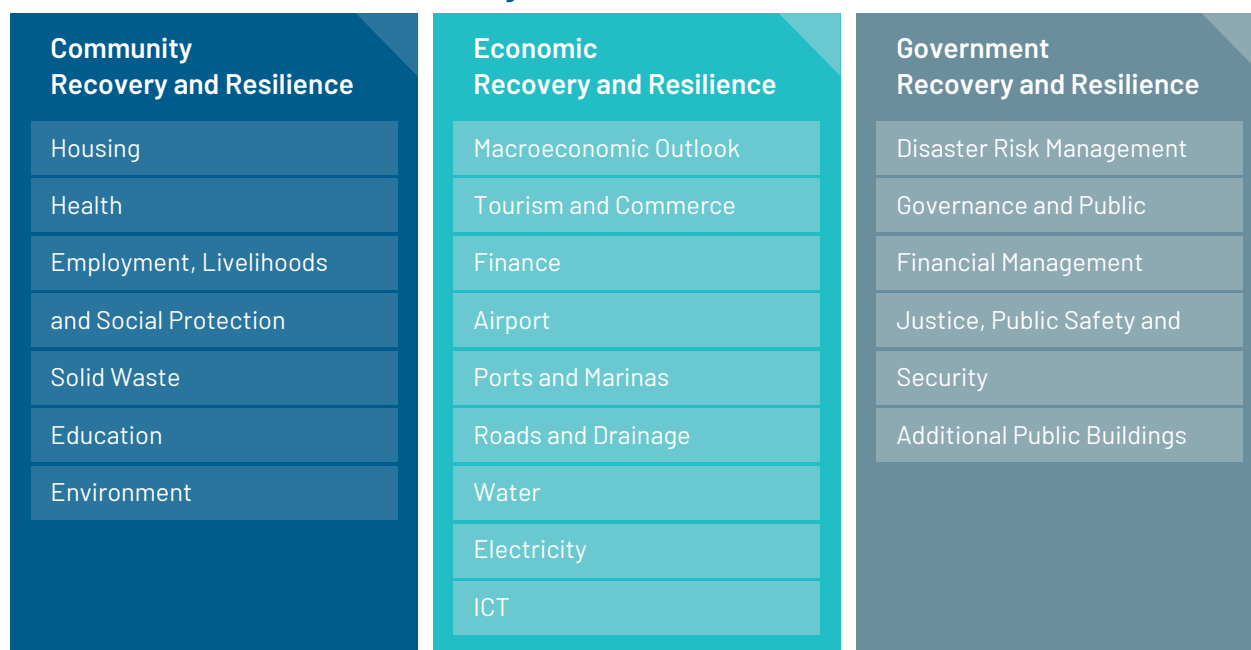 Community
Recovery and Resilience
Housing
Health
Employment, Livelihoods
and Social Protection
Solid Waste
Education
Environment
Economic
Recovery and Resilience
Macroeconomic Outlook
Tourism and Commerce
Finance
Airport
Ports and Marinas
Roads and Drainage
Water
Electricity
ICT
Government
Recovery and Resilience
Disaster Risk Management
Governance and Public
Financial Management
Justice, Public Safety and
Security
Additional Public Buildings